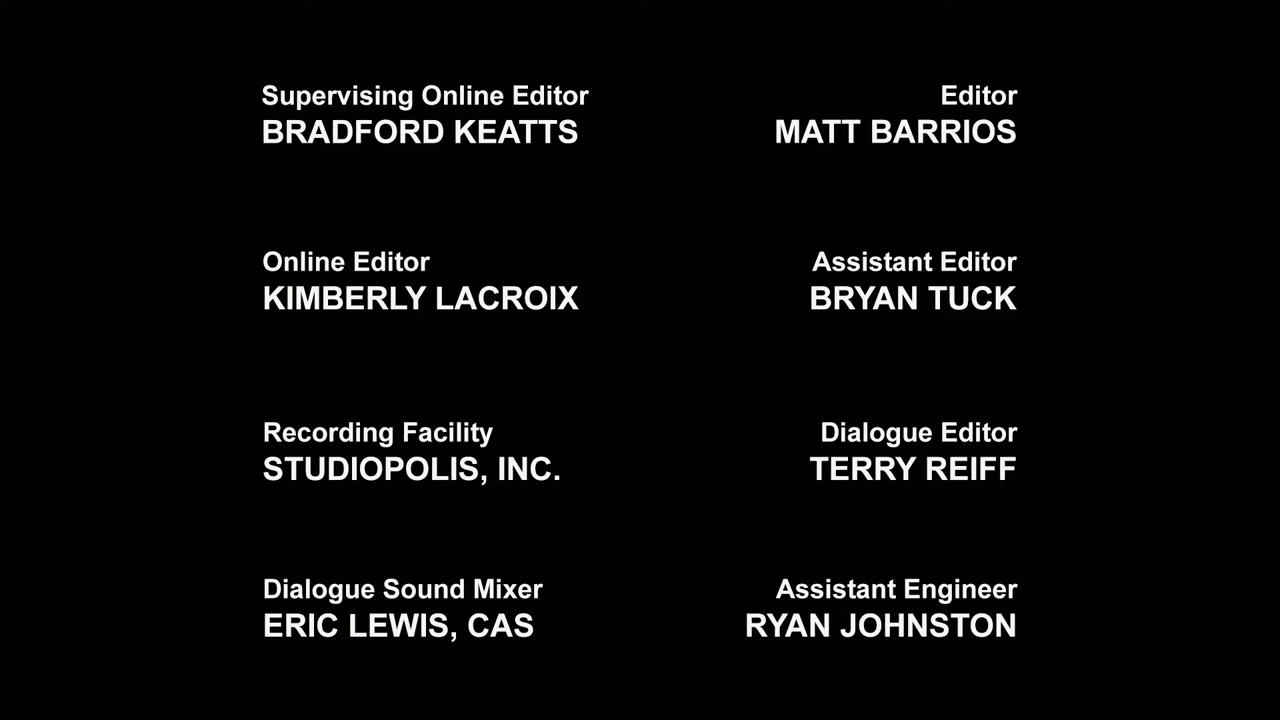 Supervising Online Editor
BRADFORD KEATTS
Editor
MATT BARRIOS
Online Editor
KIMBERLY LACROIX
Assistant Editor
BRYAN TUCK
Recording Facility
STUDIOPOLIS, INC.
Dialogue Editor
TERRY REIFF
Dialogue Sound Mixer
ERIC LEWIS, CAS
Assistant Engineer
RYAN JOHNSTON